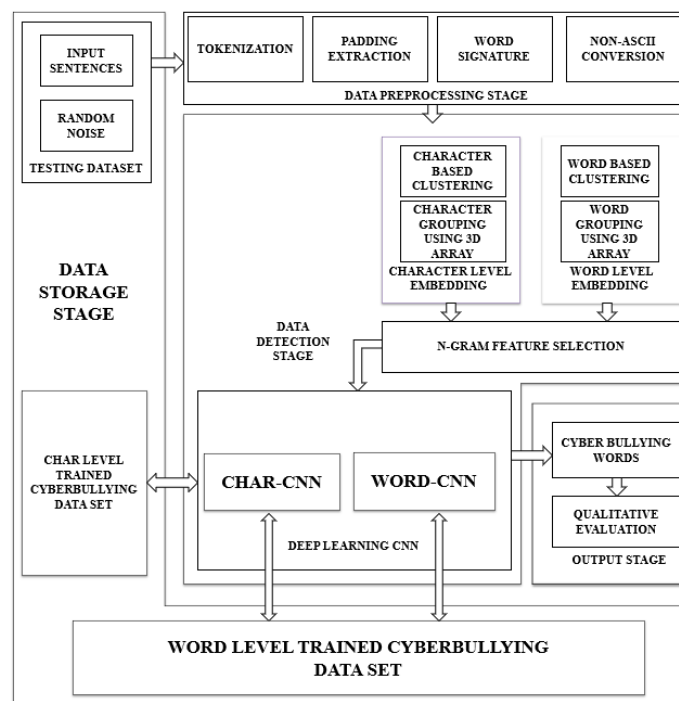 INPUT
SENTENCES
RANDOM
NOISE
TESTING DATASET
TOKENIZATION
PADDING
EXTRACTION
WORD
SIGNATURE
NON-ASCII
CONVERSION
DATA PREPROCESSING STAGE
CHARACTER
BASED
CLUSTERING
CHARACTER
GROUPING
USING 3D
ARRAY
CHARACTER LEVEL
EMBEDDING
WORD BASED
CLUSTERING
WORD
GROUPING
USING 3D
ARRAY
WORD LEVEL
EMBEDDING
DATA
STORAGE
STAGE
DATA
DETECTION
STAGE
N-GRAM FEATURE SELECTION
CHAR LEVEL
TRAINED
CYBERBULLYING
DATA SET
CHAR-CNN
WORD-CNN
DEEP LEARNING CNN
CYBER BULLYING
WORDS
QUALITATIVE
EVALUATION
OUTPUT STAGE
WORD LEVEL TRAINED CYBERBULLYING
DATA SET